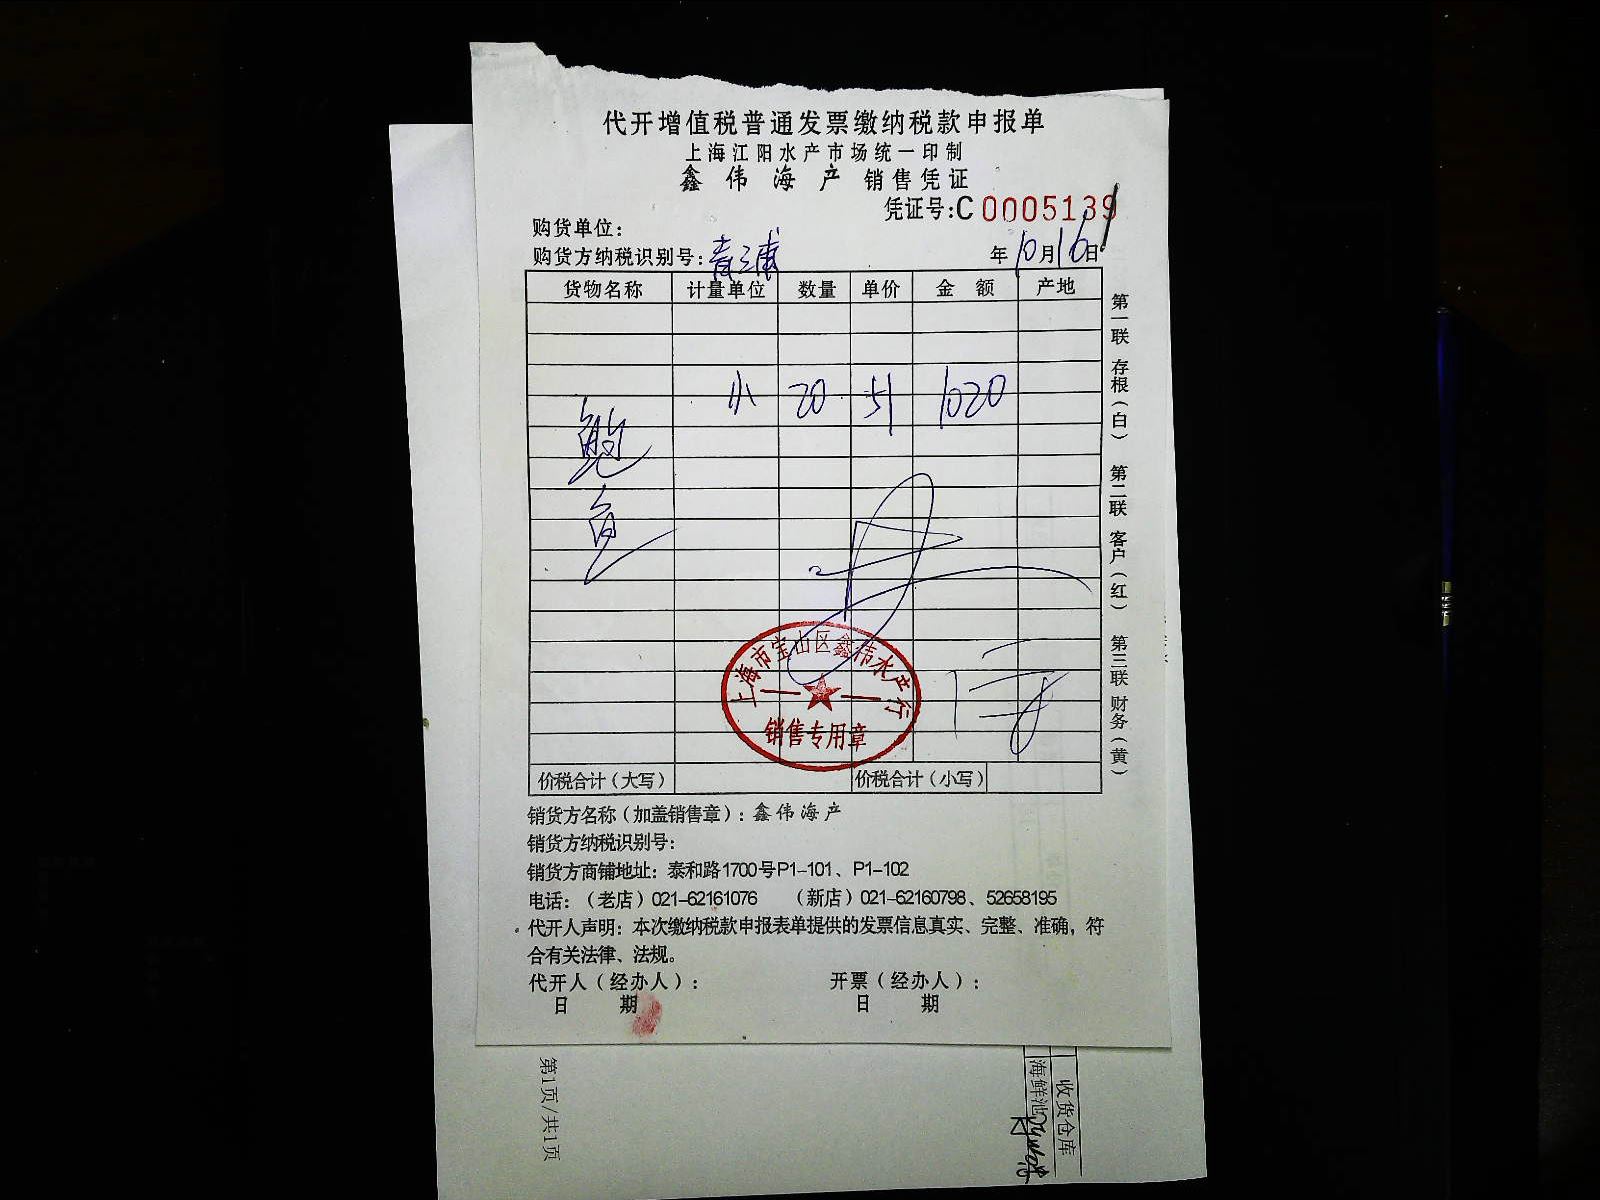 代开增值税普通发票缴纳税款申报单
上海江阳水产市场统一印制
鑫伟海产 销售凭证
凭证号:C 0005139
购货单位:
购货方纳税识别号: 青浦 年10月16日
货物名称 计量单位 数量 单价 金额 产地
小 20 51 1020
鲍
鱼
上海市宝山区鑫伟水产行
销售专用章
价税合计(大写) 价税合计(小写)
第一联 存根(白) 第二联 客户(红) 第三联 财务(黄)
销货方名称(加盖销售章): 鑫伟海产
销货方纳税识别号:
销货方商铺地址: 泰和路1700号P1-101、P1-102
电话:(老店)021-62161076 (新店)021-62160798、52658195
代开人声明: 本次缴纳税款申报表单提供的发票信息真实、完整、准确, 符
合有关法律、法规。
代开人(经办人): 开票(经办人):
日 期 日 期
第1页/共1页
收货仓库
海鲜池